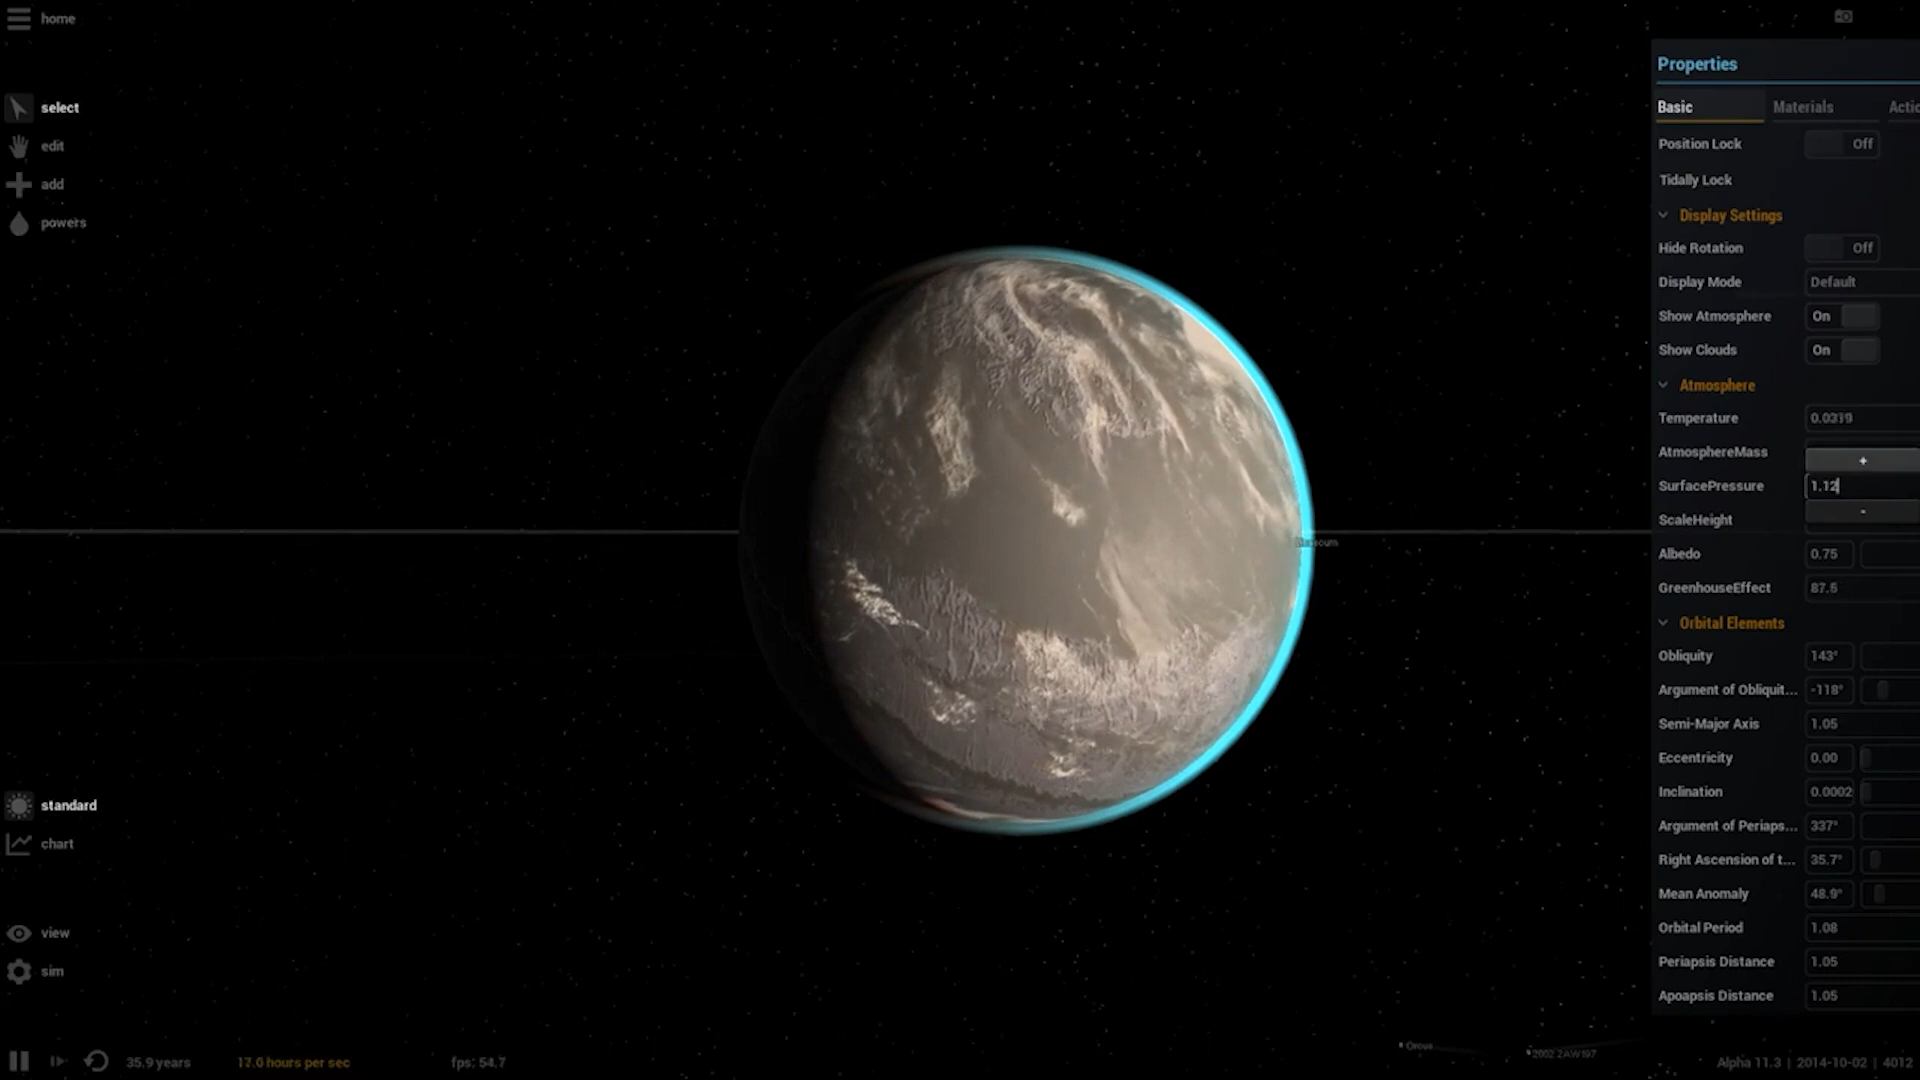 home
select
edit
add
powers
standard
chart
view
sim
35.9 years
17.0 hours per sec
fps: 54.7
Properties
Basic
Materials
Position Lock
Off
Tidally Lock
Display Settings
Hide Rotation
Off
Display Mode
Default
Show Atmosphere
On
Show Clouds
On
Atmosphere
Temperature
0.0319
AtmosphereMass
+
SurfacePressure
1.12
-
ScaleHeight
Albedo
0.75
GreenhouseEffect
87.5
Orbital Elements
Obliquity
143°
Argument of Obliquit...
-118°
Semi-Major Axis
1.05
Eccentricity
0.00
Inclination
0.0002
Argument of Periaps...
337°
Right Ascension of t...
35.7°
Mean Anomaly
48.9°
Orbital Period
1.08
Periapsis Distance
1.05
Apoapsis Distance
1.05
Orcus
2002 ZAW197
Alpha 11.3 | 2014-10-02 | 4012